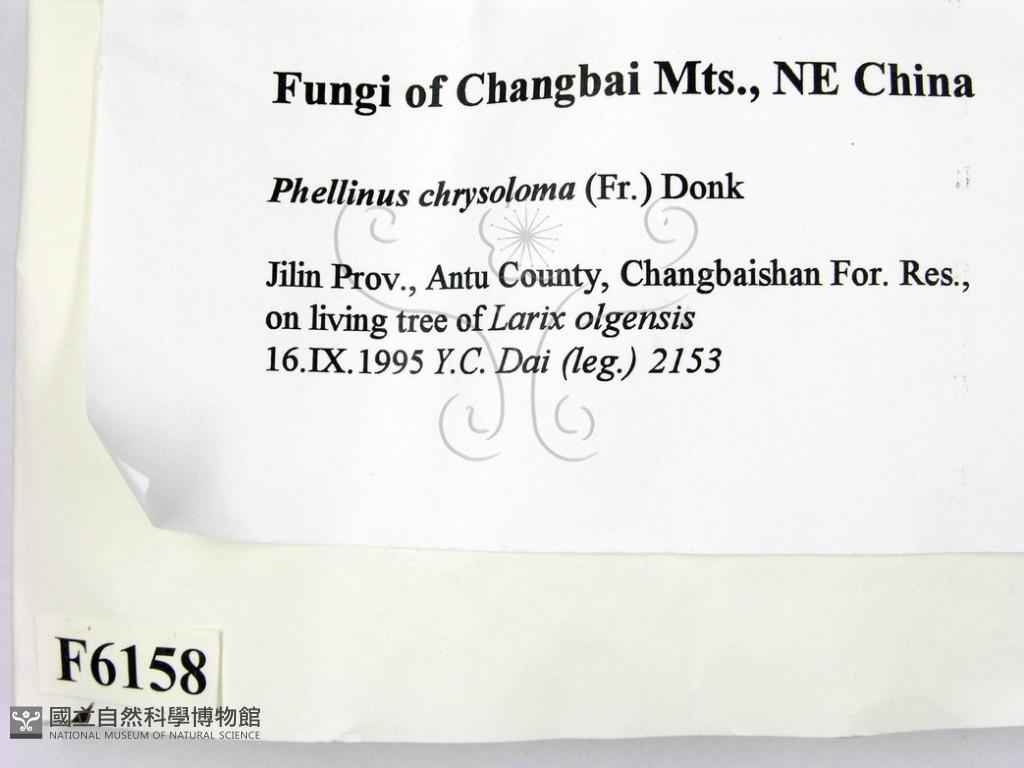 Fungi of Changbai Mts., NE China
Phellinus chrysoloma (Fr.) Donk
Jilin Prov., Antu County, Changbaishan For. Res.,
on living tree of Larix olgensis
16.IX.1995 Y.C. Dai (leg.) 2153
F6158
國立自然科學博物館
NATIONAL MUSEUM OF NATURAL SCIENCE